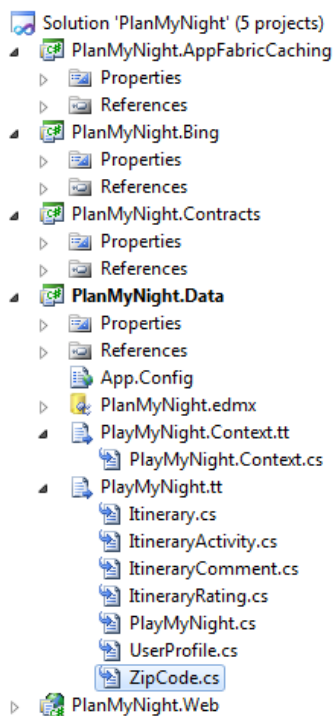 Solution 'PlanMyNight' (5 projects)
PlanMyNight.AppFabricCaching
Properties
References
PlanMyNight.Bing
Properties
References
PlanMyNight.Contracts
Properties
References
PlanMyNight.Data
Properties
References
App.Config
PlanMyNight.edmx
PlayMyNight.Context.tt
PlayMyNight.Context.cs
PlayMyNight.tt
Itinerary.cs
ItineraryActivity.cs
ItineraryComment.cs
ItineraryRating.cs
PlayMyNight.cs
UserProfile.cs
ZipCode.cs
PlanMyNight.Web